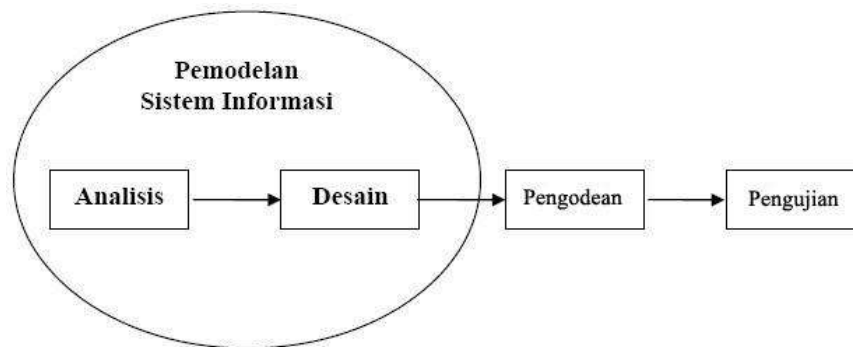 Pemodelan
Sistem Informasi
Analisis
Desain
Pengodean
Pengujian